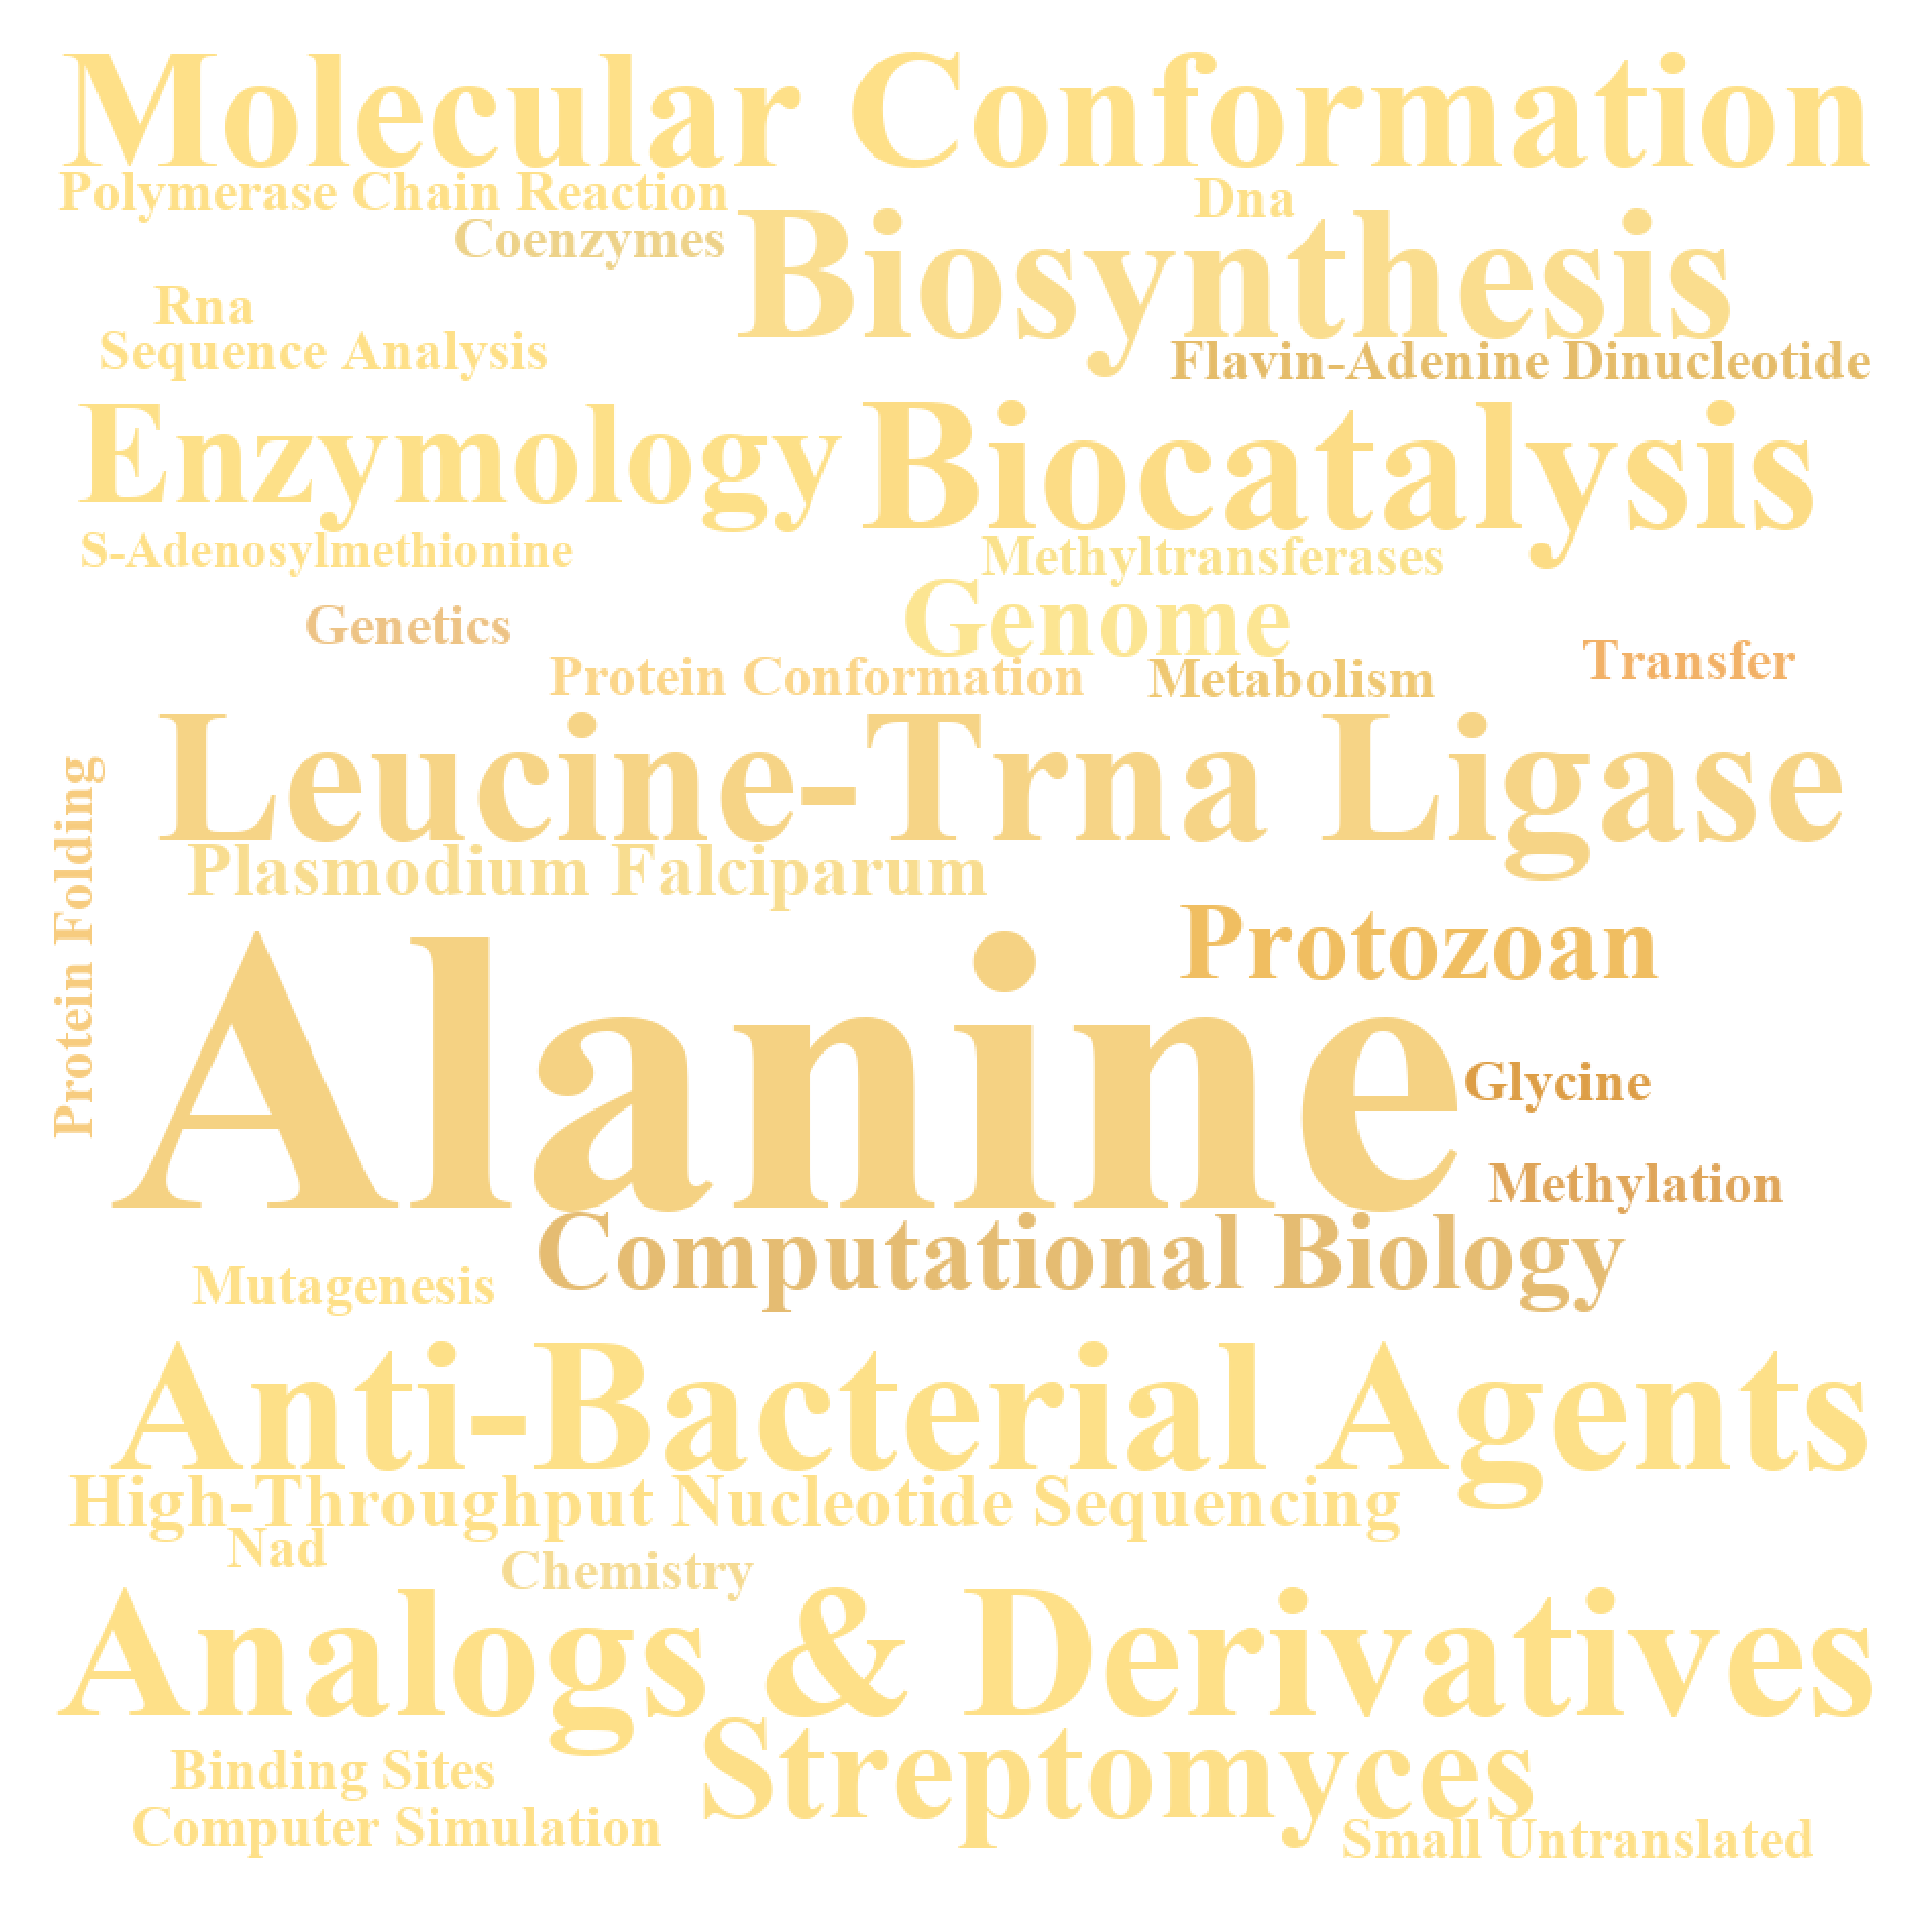 Molecular Conformation
Polymerase Chain Reaction
Dna
Coenzymes
Biosynthesis
Rna
Sequence Analysis
Flavin-Adenine Dinucleotide
Enzymology
Biocatalysis
S-Adenosylmethionine
Methyltransferases
Genetics
Genome
Transfer
Protein Conformation
Metabolism
Leucine-Trna Ligase
Protein Folding
Plasmodium Falciparum
Protozoan
Alanine
Glycine
Methylation
Computational Biology
Mutagenesis
Anti-Bacterial Agents
High-Throughput Nucleotide Sequencing
Nad
Chemistry
Analogs & Derivatives
Streptomyces
Binding Sites
Computer Simulation
Small Untranslated